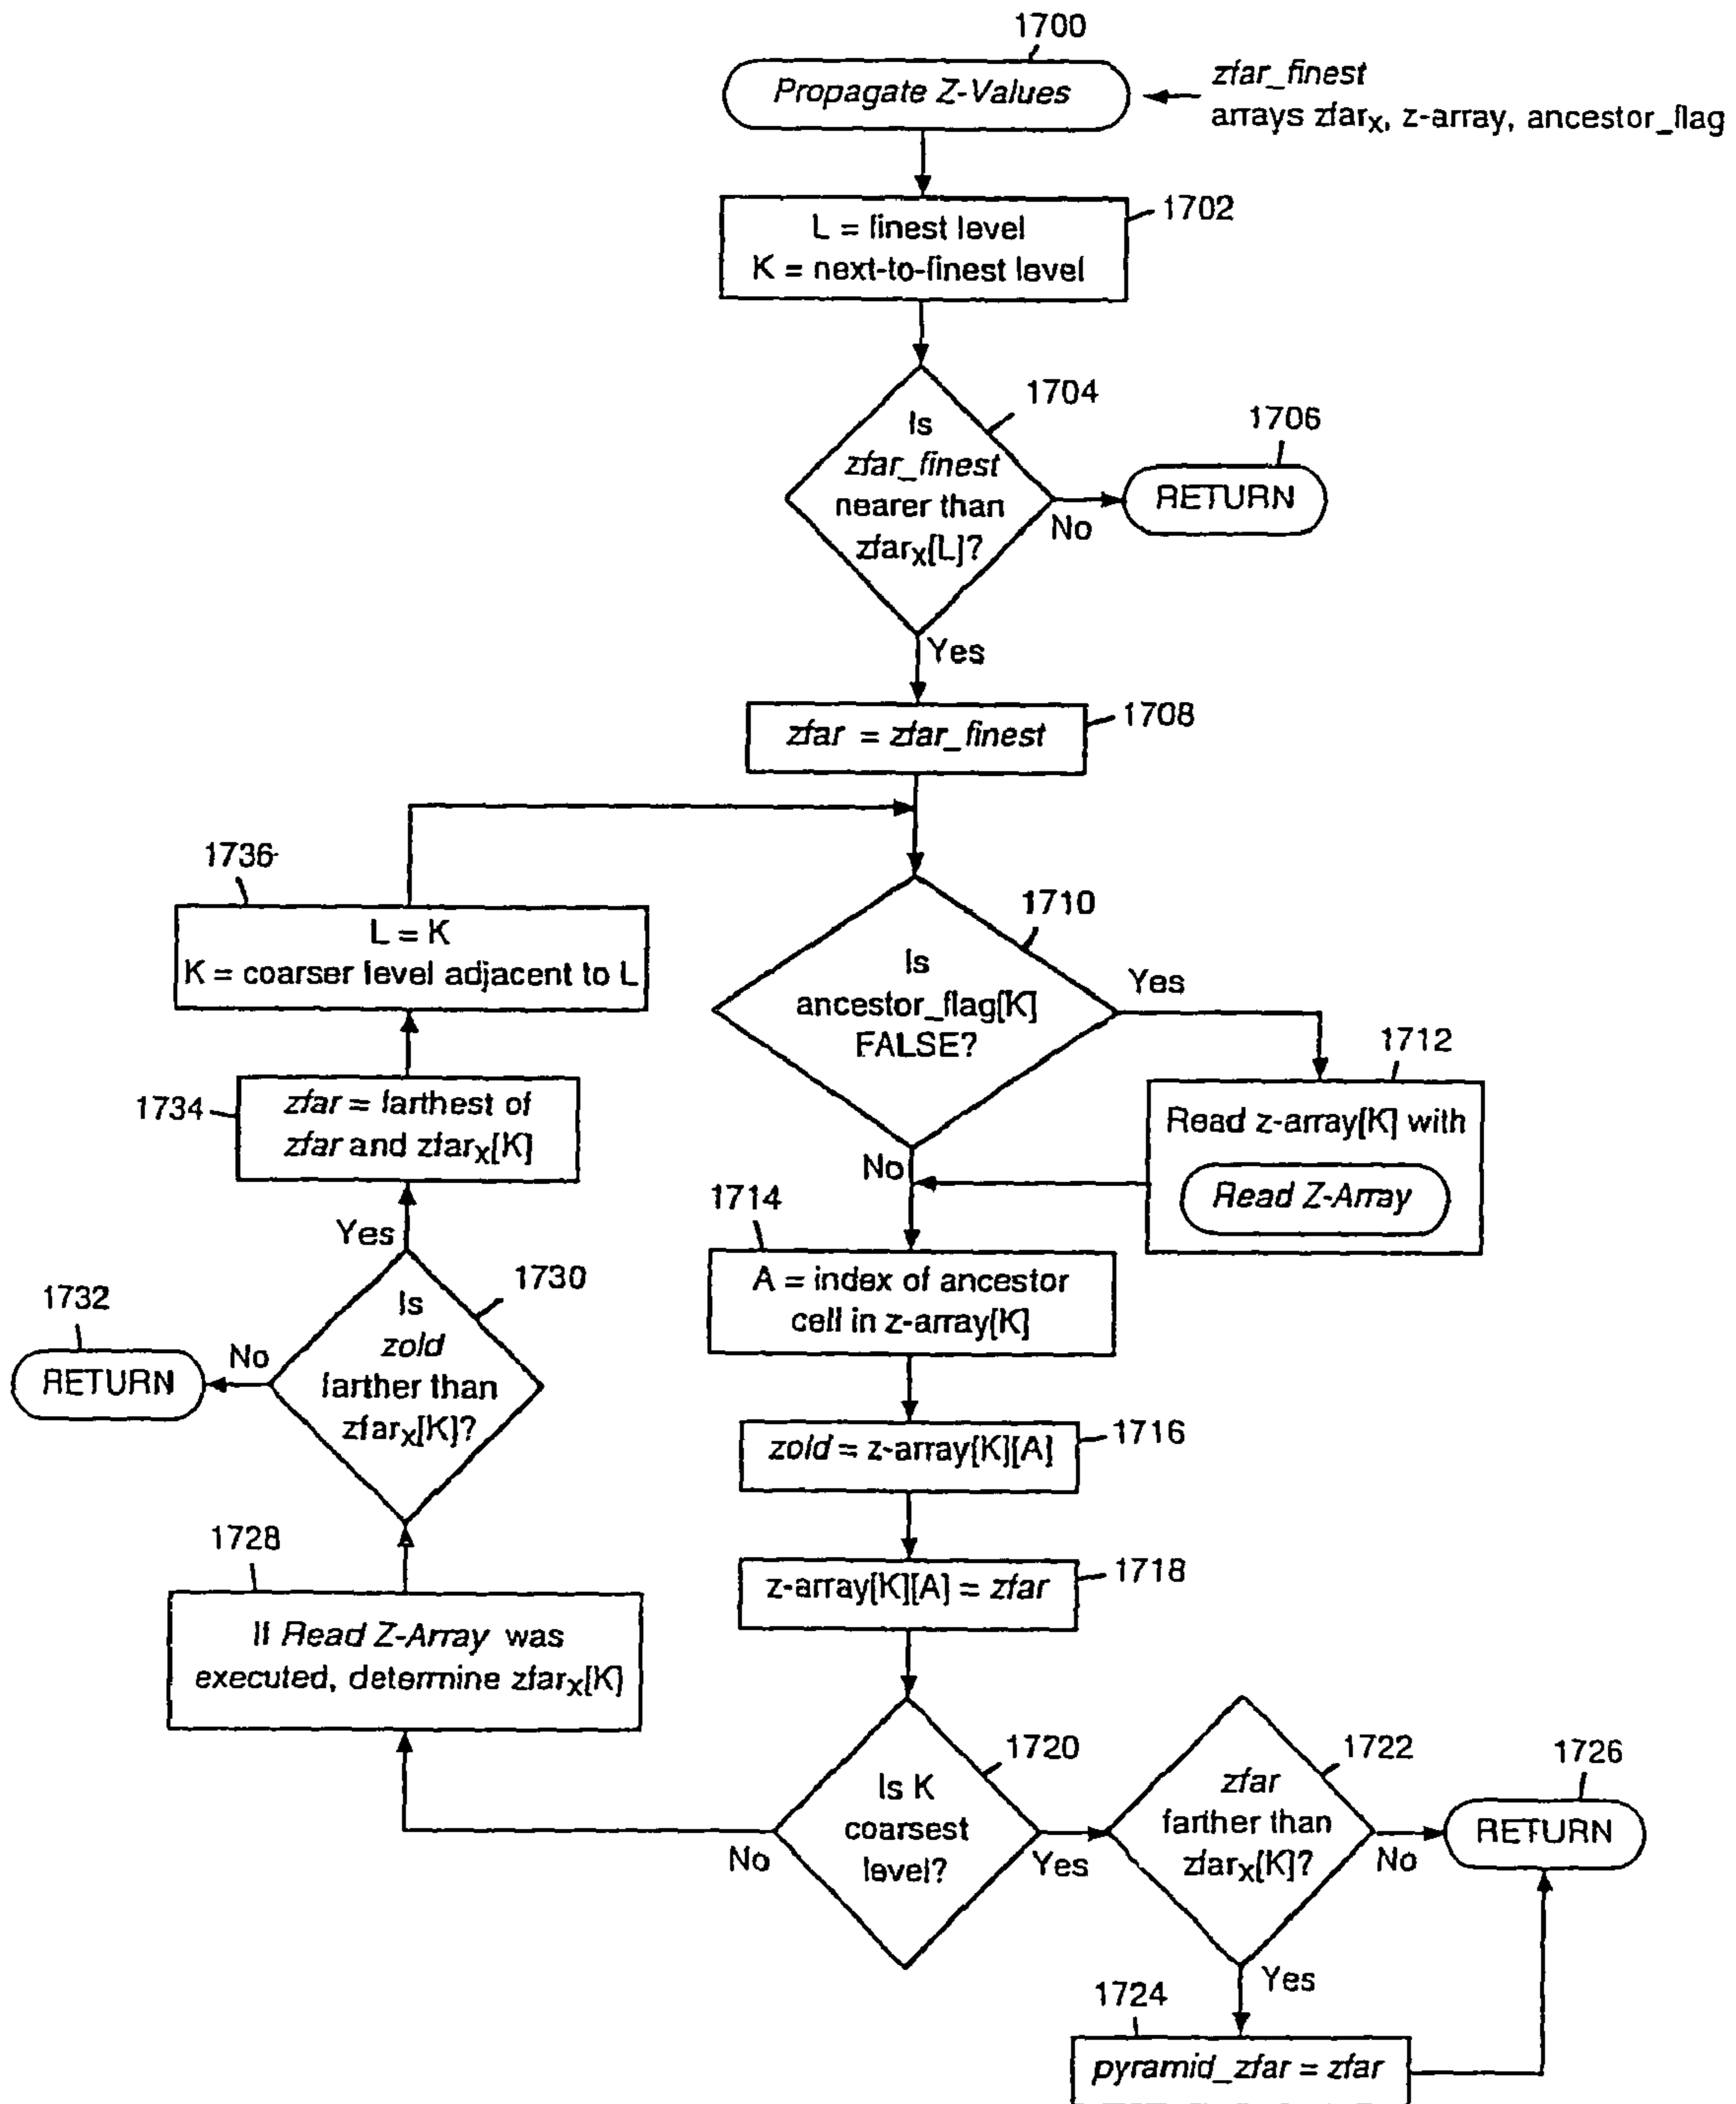 1700
Propagate Z-Values
zfar_finest
arrays zfarx, z-array, ancestor_flag
1702
L = finest level
K = next-to-finest level
1704
Is
zfar_finest
nearer than
zfarx[L]?
No
1706
RETURN
Yes
1708
zfar = zfar_finest
1736
L = K
K = coarser level adjacent to L
1710
Is
ancestor_flag[K]
FALSE?
Yes
1712
Read z-array[K] with
Read Z-Array
No
1734
zfar = farthest of
zfar and zfarx[K]
1714
A = index of ancestor
cell in z-array[K]
Yes
1730
Is
zold
farther than
zfarx[K]?
No
1732
RETURN
1716
zold = z-array[K][A]
1718
z-array[K][A] = zfar
1728
If Read Z-Array was
executed, determine zfarx[K]
1720
Is K
coarsest
level?
No
Yes
1722
zfar
farther than
zfarx[K]?
No
1726
RETURN
Yes
1724
pyramid_zfar = zfar